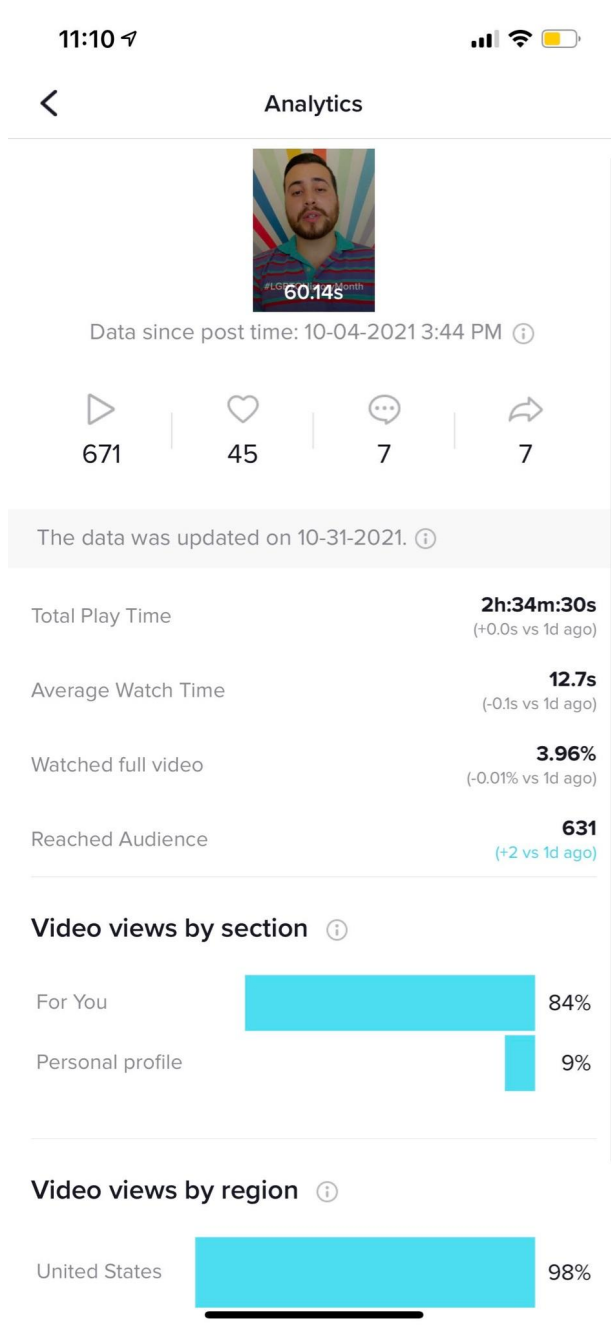 11:10
Analytics
#LGBTQHistoryMonth
60.14s
Data since post time: 10-04-2021 3:44 PM
671 45 7 7
The data was updated on 10-31-2021.
Total Play Time 2h:34m:30s
(+0.0s vs 1d ago)
Average Watch Time 12.7s
(-0.1s vs 1d ago)
Watched full video 3.96%
(-0.01% vs 1d ago)
Reached Audience 631
(+2 vs 1d ago)
Video views by section
For You 84%
Personal profile 9%
Video views by region
United States 98%